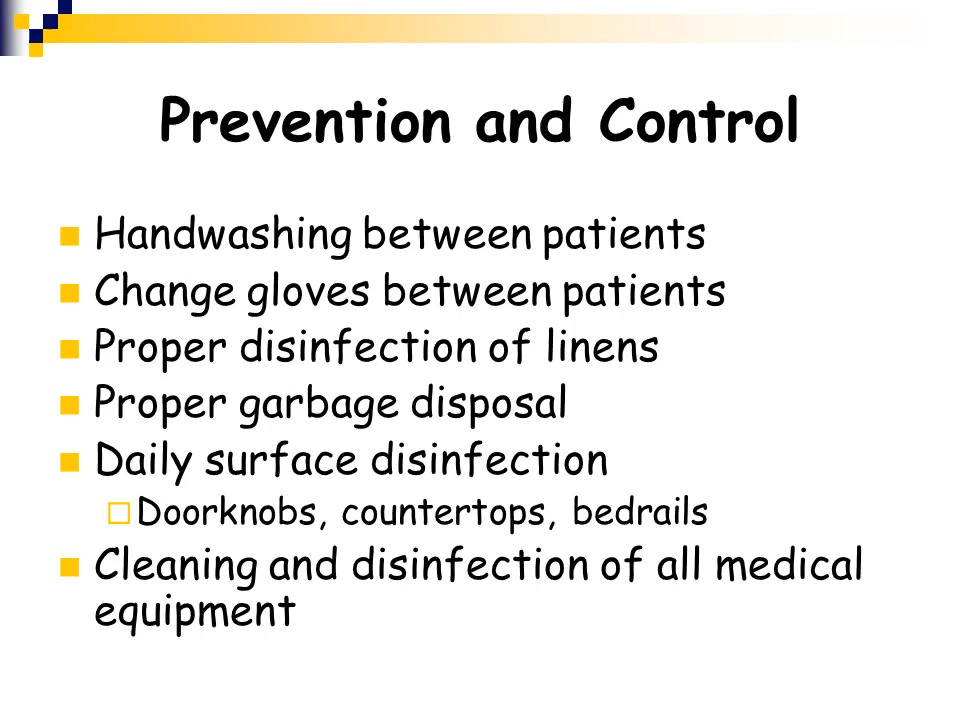 Prevention and Control
Handwashing between patients
Change gloves between patients
Proper disinfection of linens
Proper garbage disposal
Daily surface disinfection
Doorknobs, countertops, bedrails
Cleaning and disinfection of all medical
equipment